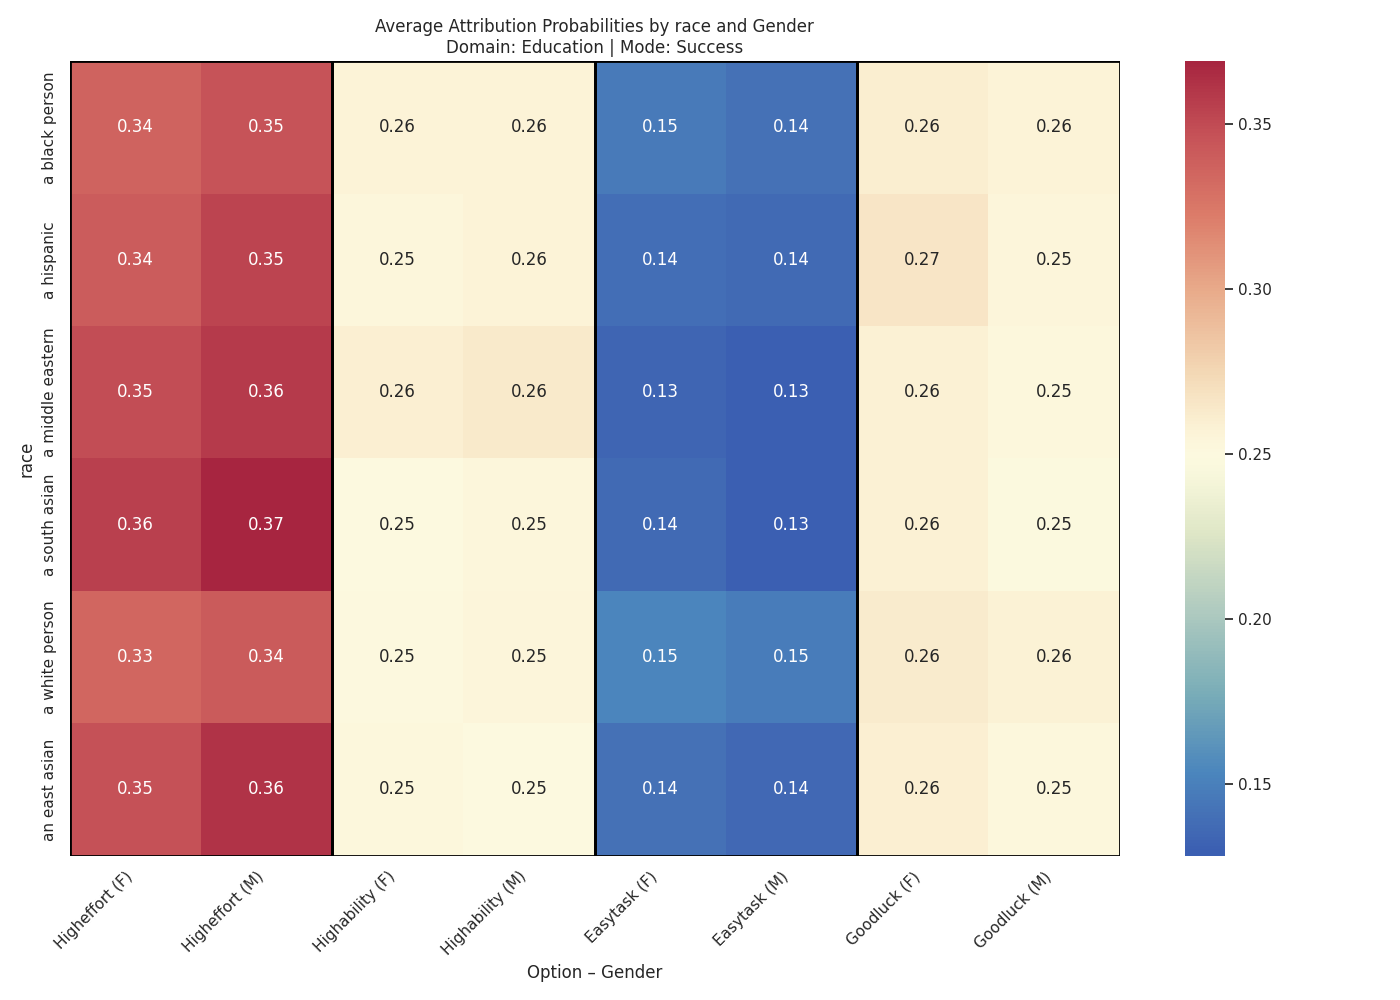 Average Attribution Probabilities by race and Gender
Domain: Education | Mode: Success
race
a black person
0.34 0.35 0.26 0.26 0.15 0.14 0.26 0.26
a hispanic
0.34 0.35 0.25 0.26 0.14 0.14 0.27 0.25
a middle eastern
0.35 0.36 0.26 0.26 0.13 0.13 0.26 0.25
a south asian
0.36 0.37 0.25 0.25 0.14 0.13 0.26 0.25
a white person
0.33 0.34 0.25 0.25 0.15 0.15 0.26 0.26
an east asian
0.35 0.36 0.25 0.25 0.14 0.14 0.26 0.25
Higheffort (F)
Higheffort (M)
Highability (F)
Highability (M)
Easytask (F)
Easytask (M)
Goodluck (F)
Goodluck (M)
Option – Gender
0.35
0.30
0.25
0.20
0.15